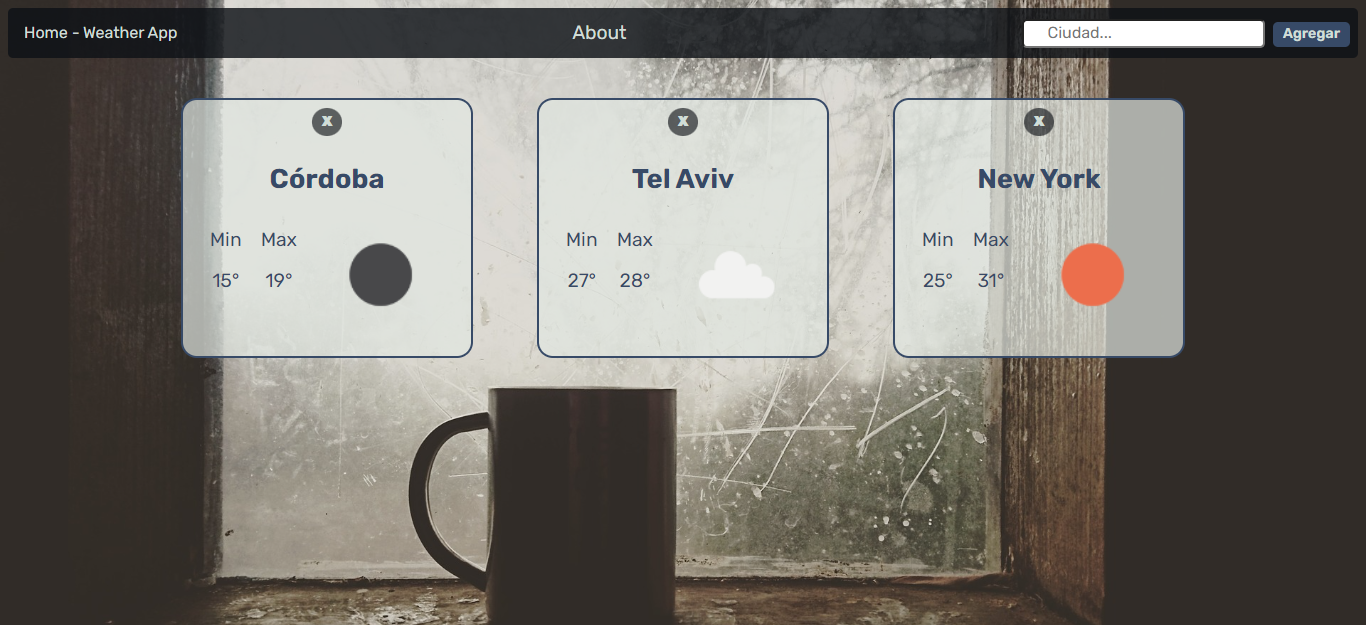 Home - Weather App
About
Ciudad...
Agregar
x
Córdoba
Min Max
15° 19°
x
Tel Aviv
Min Max
27° 28°
x
New York
Min Max
25° 31°